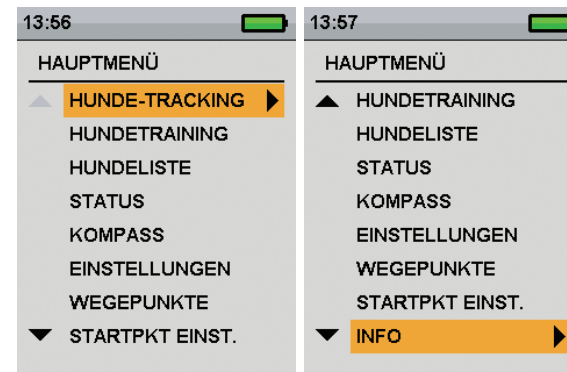 13:56
HAUPTMENÜ
HUNDE-TRACKING
HUNDETRAINING
HUNDELISTE
STATUS
KOMPASS
EINSTELLUNGEN
WEGEPUNKTE
STARTPKT EINST.
13:57
HAUPTMENÜ
HUNDETRAINING
HUNDELISTE
STATUS
KOMPASS
EINSTELLUNGEN
WEGEPUNKTE
STARTPKT EINST.
INFO